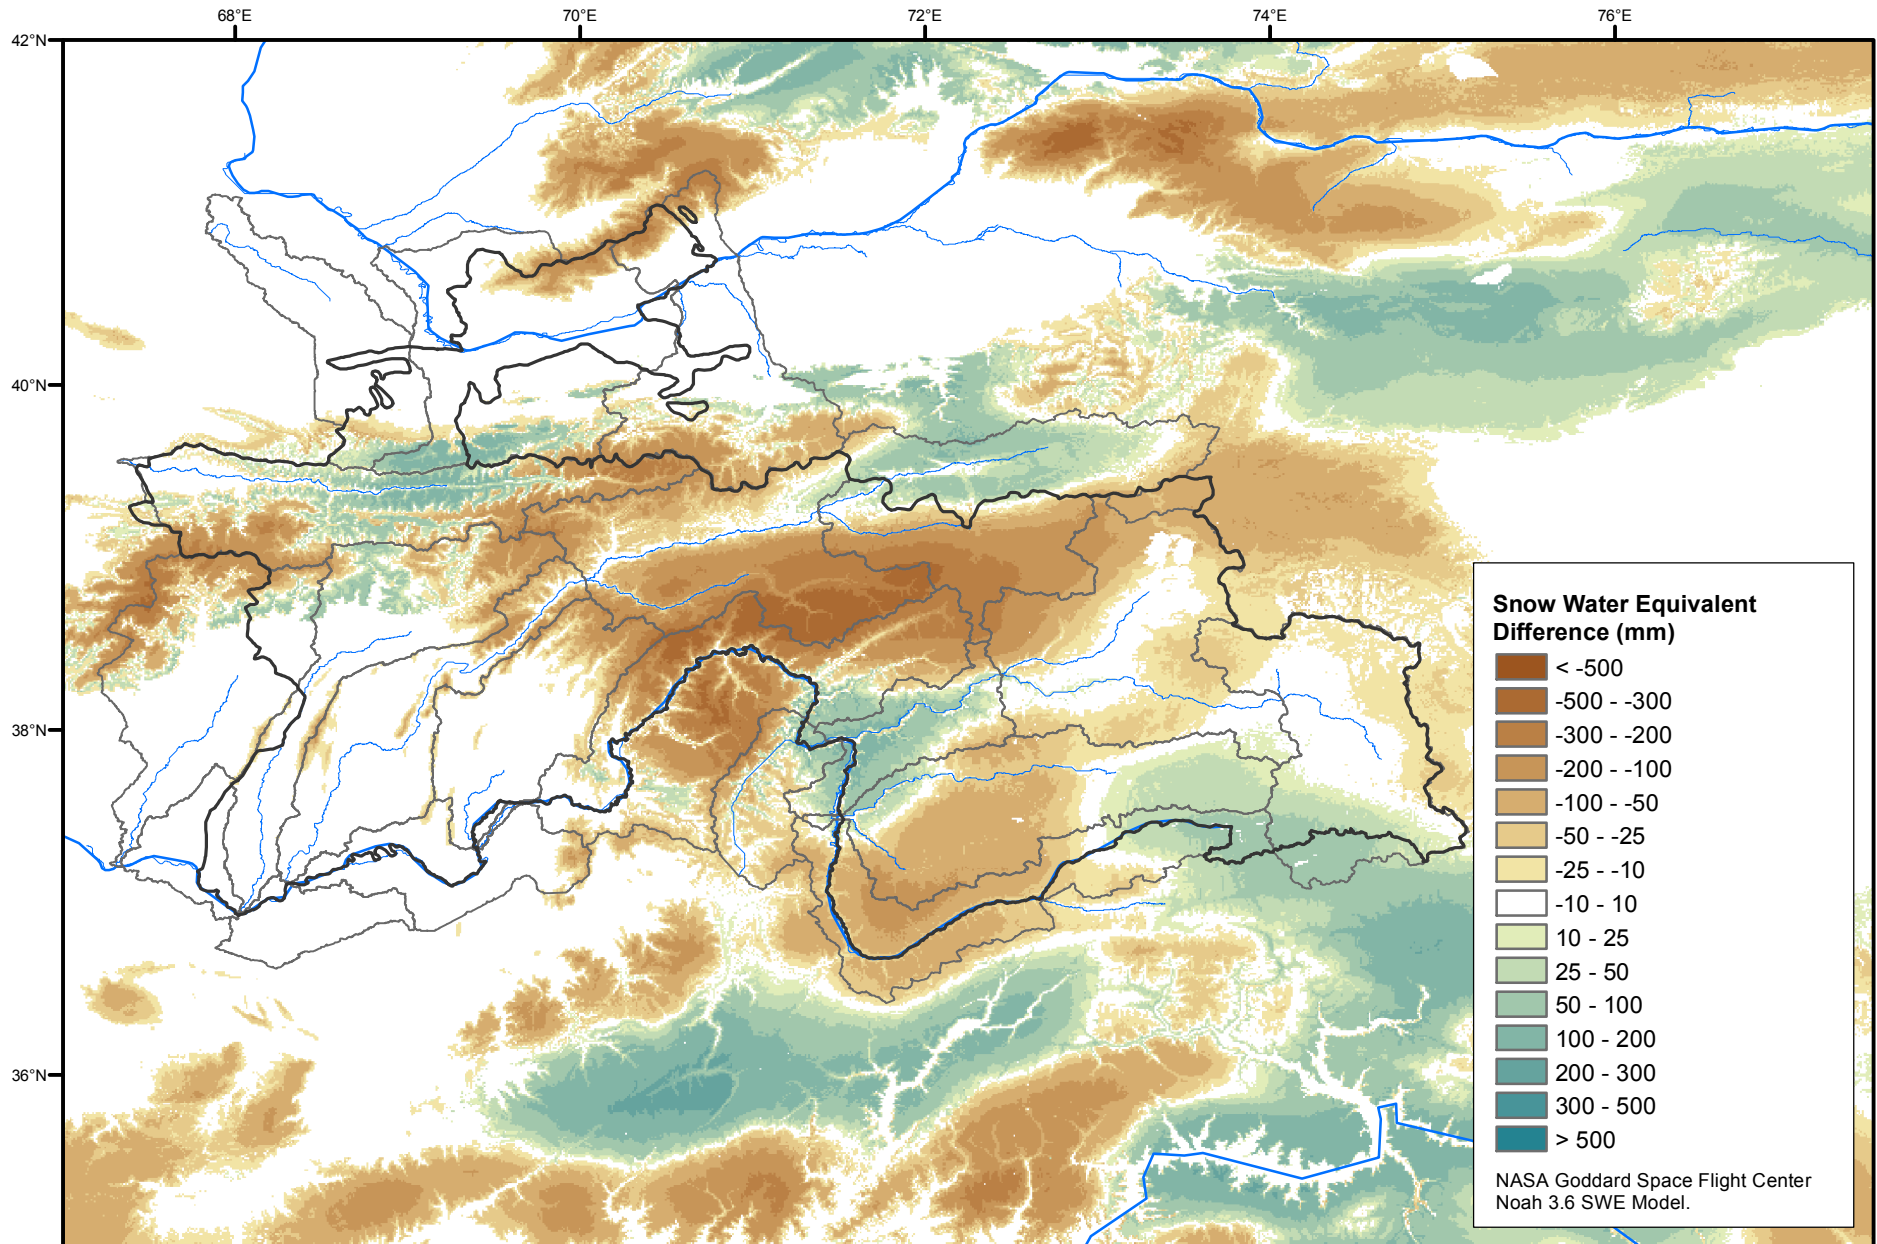 68°E
70°E
72°E
74°E
76°E
42°N
40°N
38°N
36°N
Snow Water Equivalent
Difference (mm)
< -500
-500 - -300
-300 - -200
-200 - -100
-100 - -50
-50 - -25
-25 - -10
-10 - 10
10 - 25
25 - 50
50 - 100
100 - 200
200 - 300
300 - 500
> 500
NASA Goddard Space Flight Center
Noah 3.6 SWE Model.